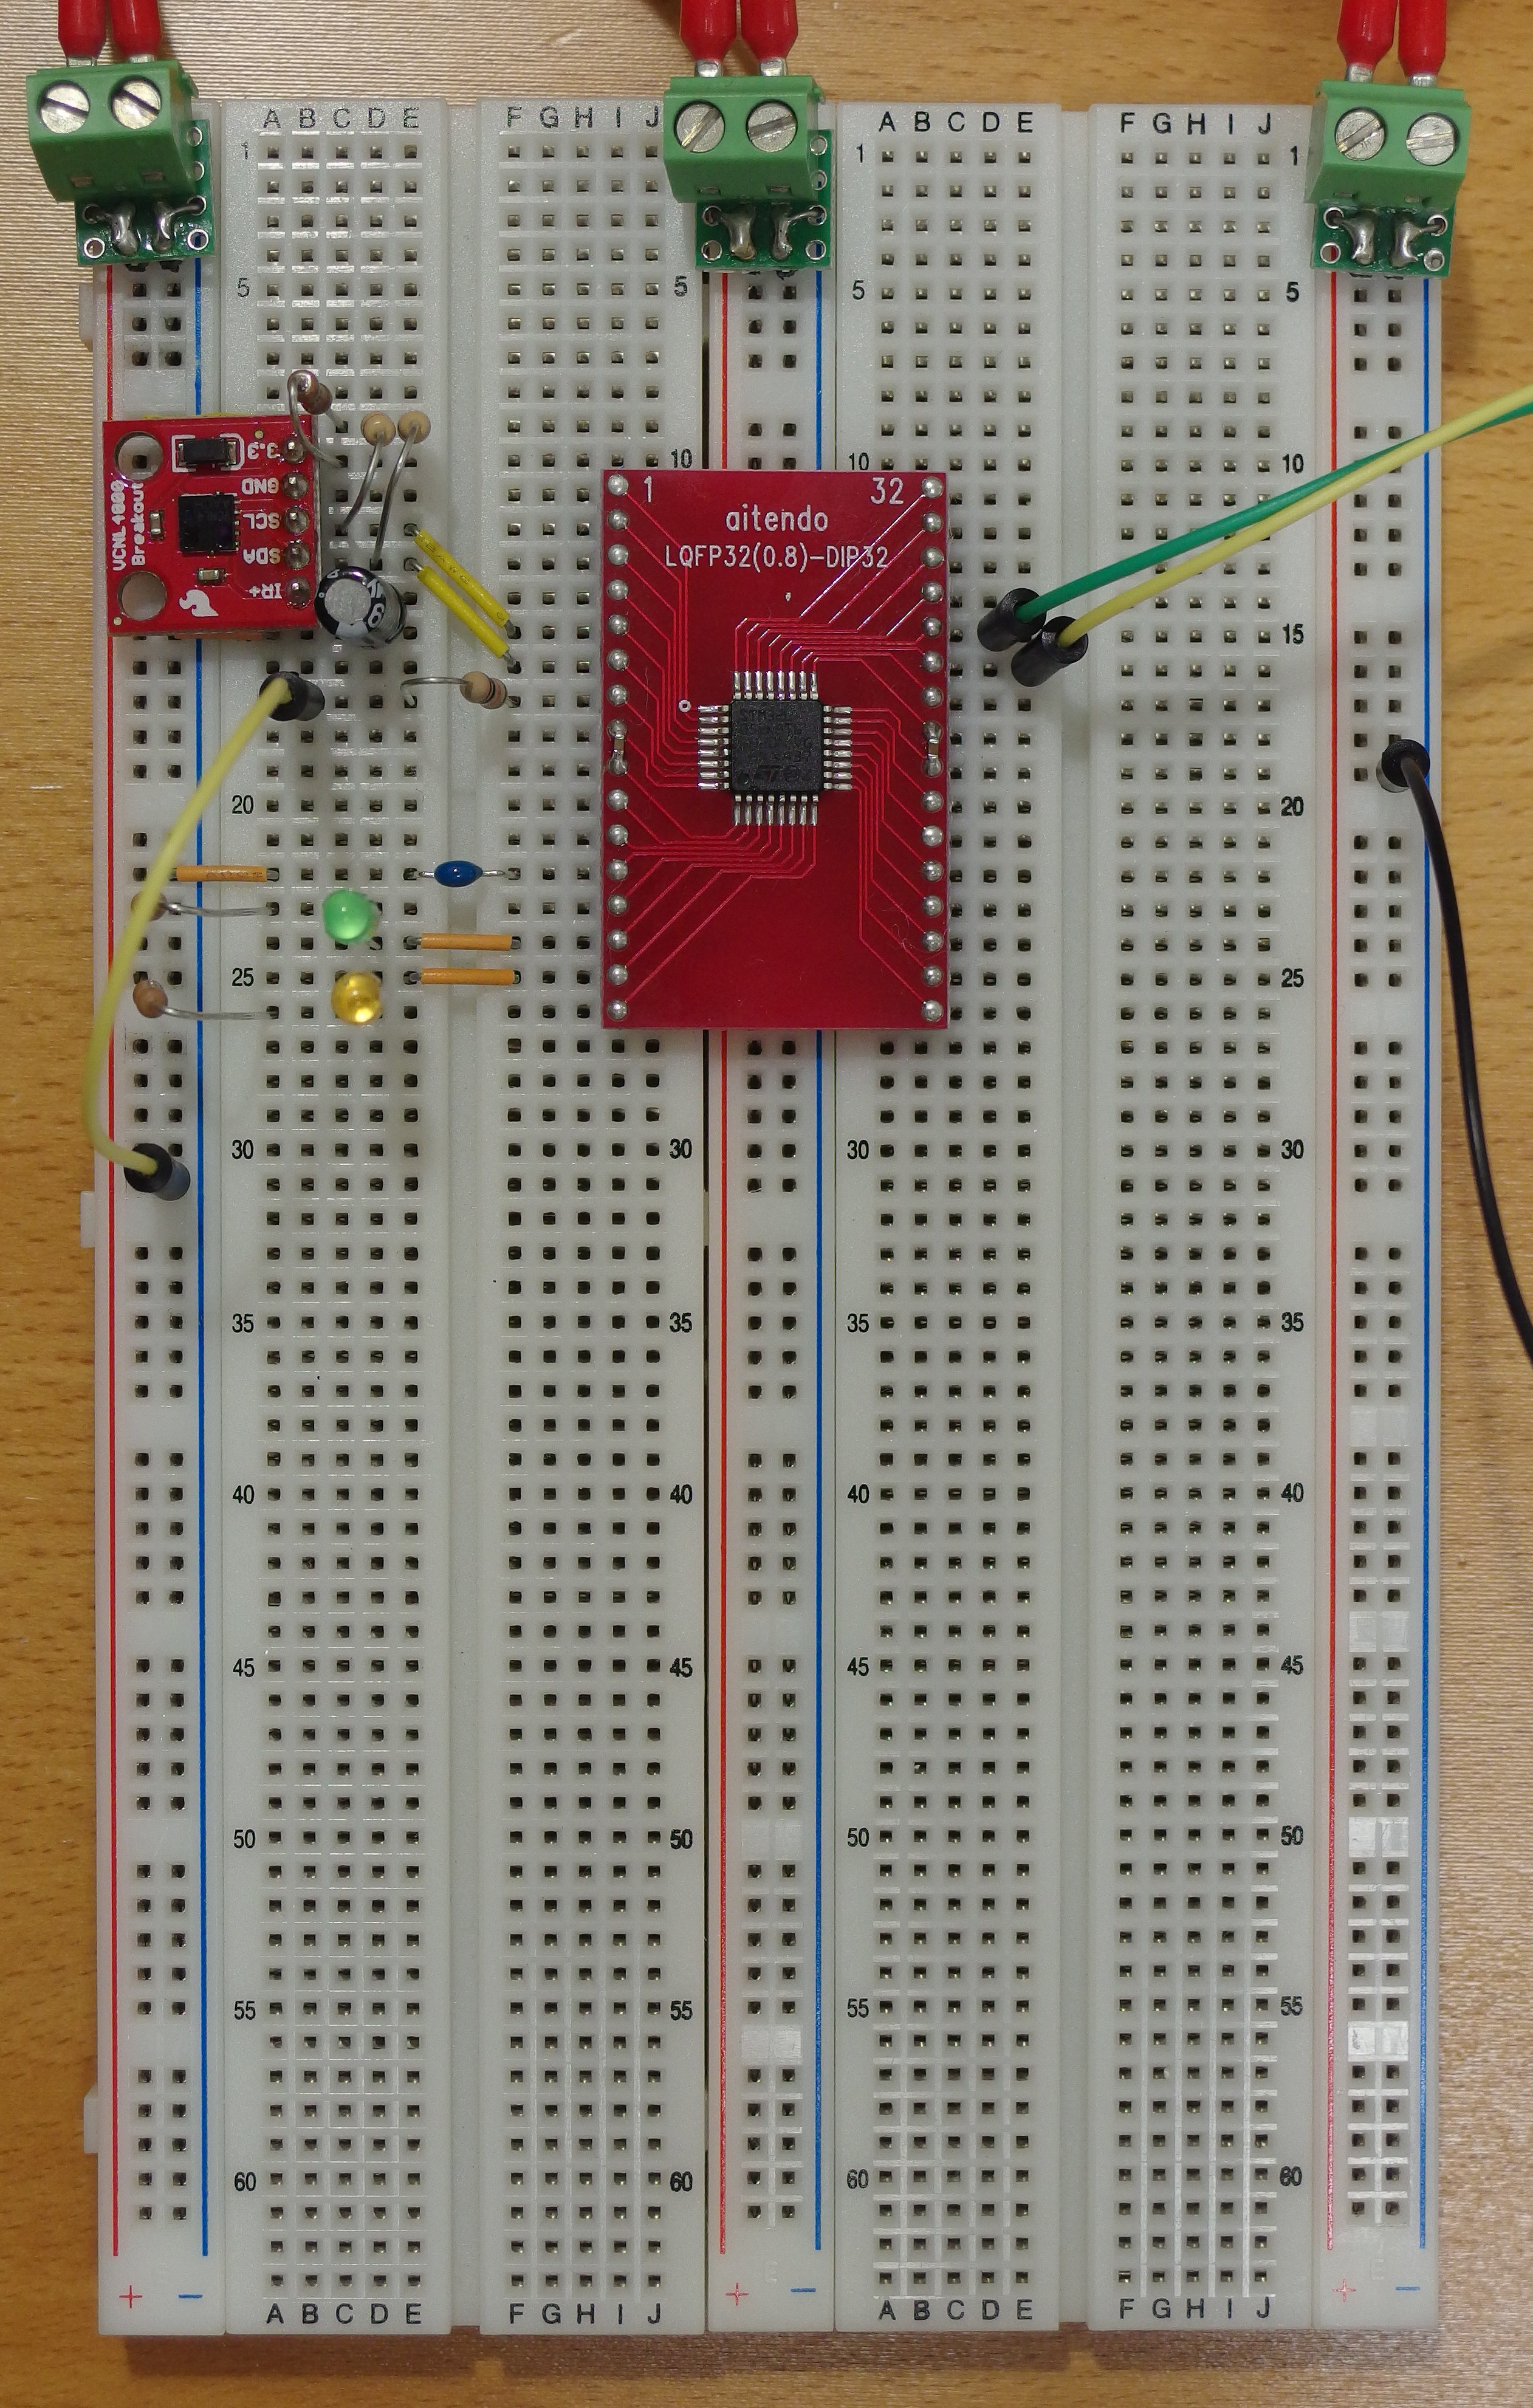 A B C D E F G H I J A B C D E F G H I J
1 1 1
5 5 5 5
10 10 10
3.3
GND
SCL
SDA
IR+
VCNL4000
Breakout
1 32
aitendo
LQFP32(0.8)-DIP32
15 15
20 20
25 25
30 30 30 30
35 35 35 35
40 40 40 40
45 45 45 45
50 50 50 50
55 55 55 55
60 60 60 60
+ − + − + −
A B C D E F G H I J A B C D E F G H I J